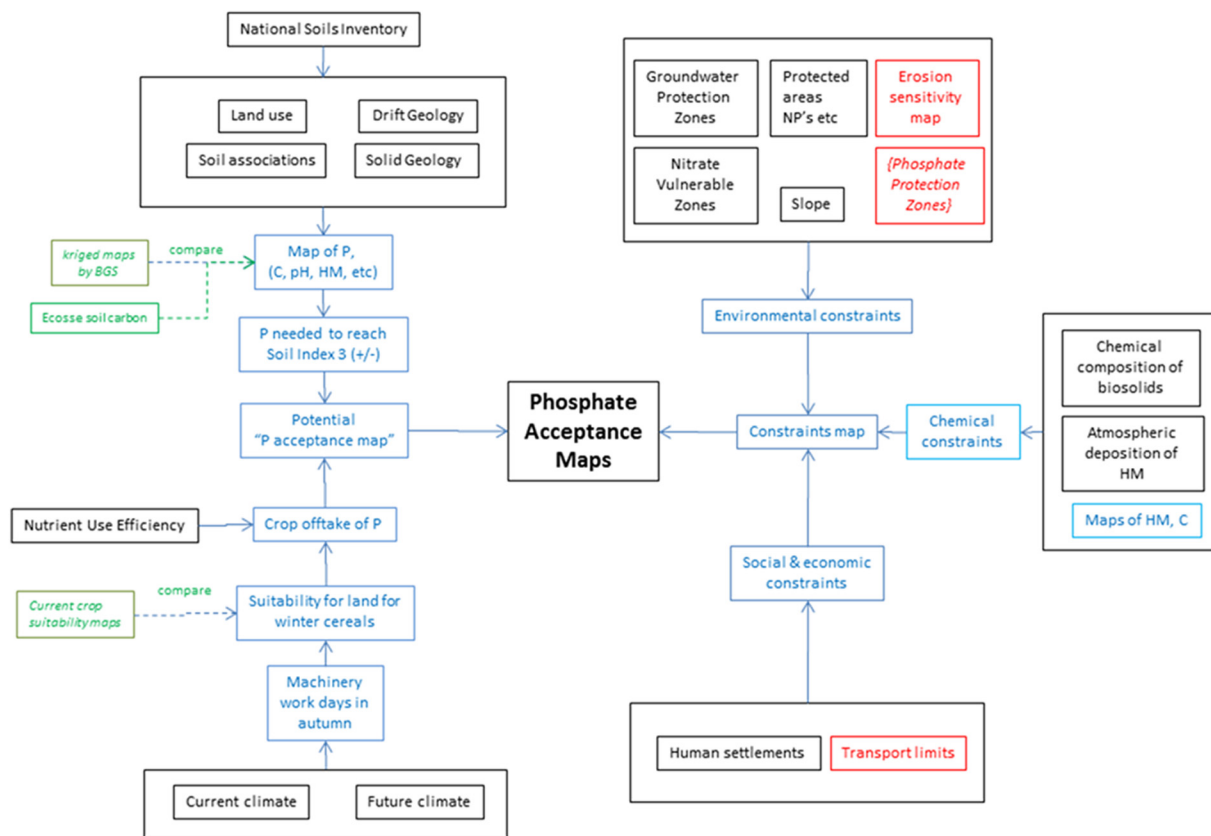 National Soils Inventory
Land use
Drift Geology
Soil associations
Solid Geology
kriged maps
by BGS
compare
Map of P,
(C, pH, HM, etc)
Ecosse soil carbon
P needed to reach
Soil Index 3 (+/-)
Potential
“P acceptance map”
Nutrient Use Efficiency
Crop offtake of P
compare
Current crop
suitability maps
Suitability for land for
winter cereals
Machinery
work days in
autumn
Current climate
Future climate
Phosphate
Acceptance
Maps
Groundwater
Protection
Zones
Protected
areas
NP’s etc
Erosion
sensitivity
map
Nitrate
Vulnerable
Zones
Slope
{Phosphate
Protection
Zones}
Environmental constraints
Constraints map
Chemical
constraints
Chemical
composition of
biosolids
Atmospheric
deposition of
HM
Maps of HM, C
Social & economic
constraints
Human settlements
Transport limits